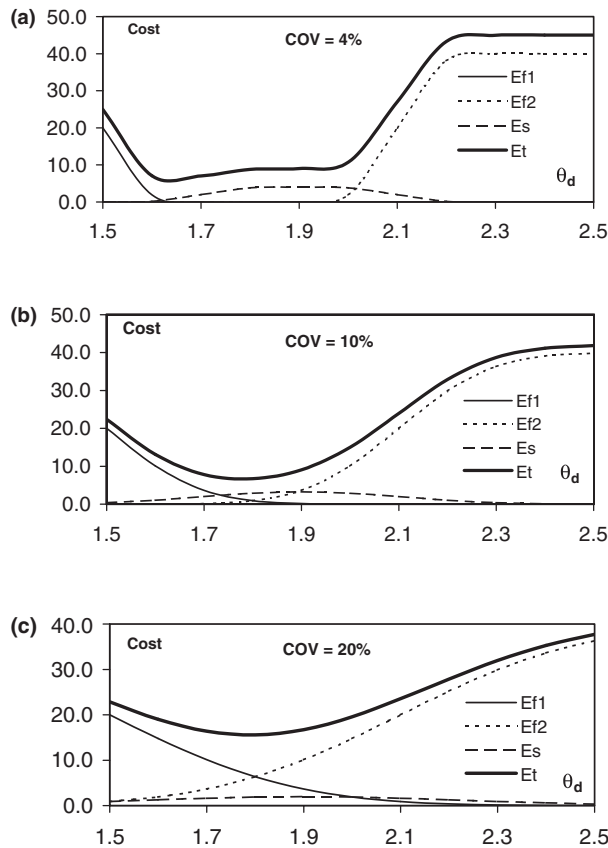 (a)
50.0
Cost
COV = 4%
40.0
Ef1
30.0
Ef2
20.0
Es
Et
10.0
θd
0.0
1.5 1.7 1.9 2.1 2.3 2.5
(b)
50.0
Cost
COV = 10%
40.0
30.0
Ef1
20.0
Ef2
Es
10.0
Et
θd
0.0
1.5 1.7 1.9 2.1 2.3 2.5
(c)
40.0
Cost
COV = 20%
30.0
Ef1
20.0
Ef2
Es
10.0
Et
θd
0.0
1.5 1.7 1.9 2.1 2.3 2.5